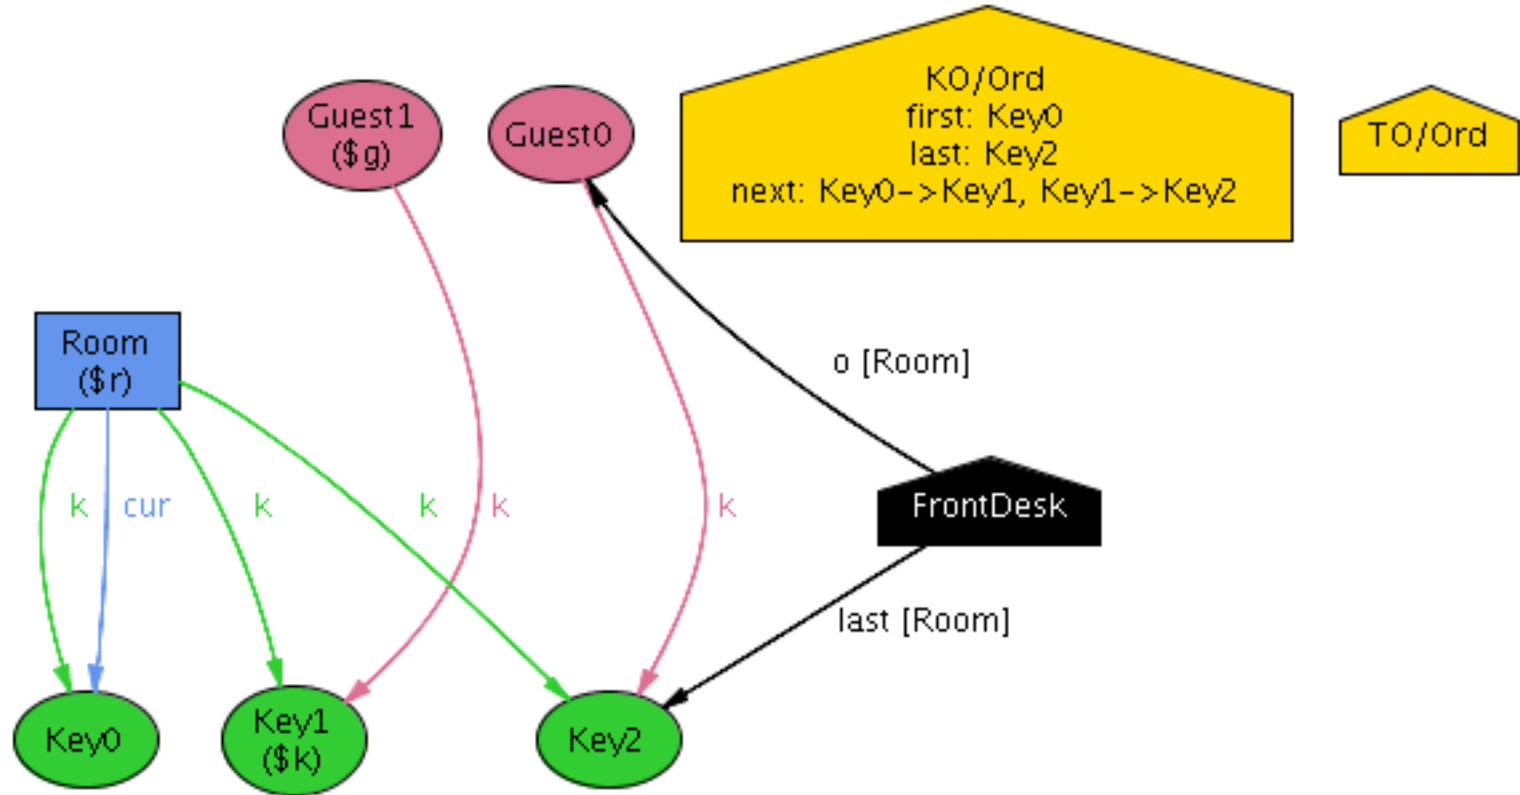 KO/Ord
first: Key0
last: Key2
next: Key0->Key1, Key1->Key2
TO/Ord
Guest1
($g)
Guest0
Room
($r)
o [Room]
k
cur
k
k
k
k
FrontDesk
last [Room]
Key0
Key1
($k)
Key2